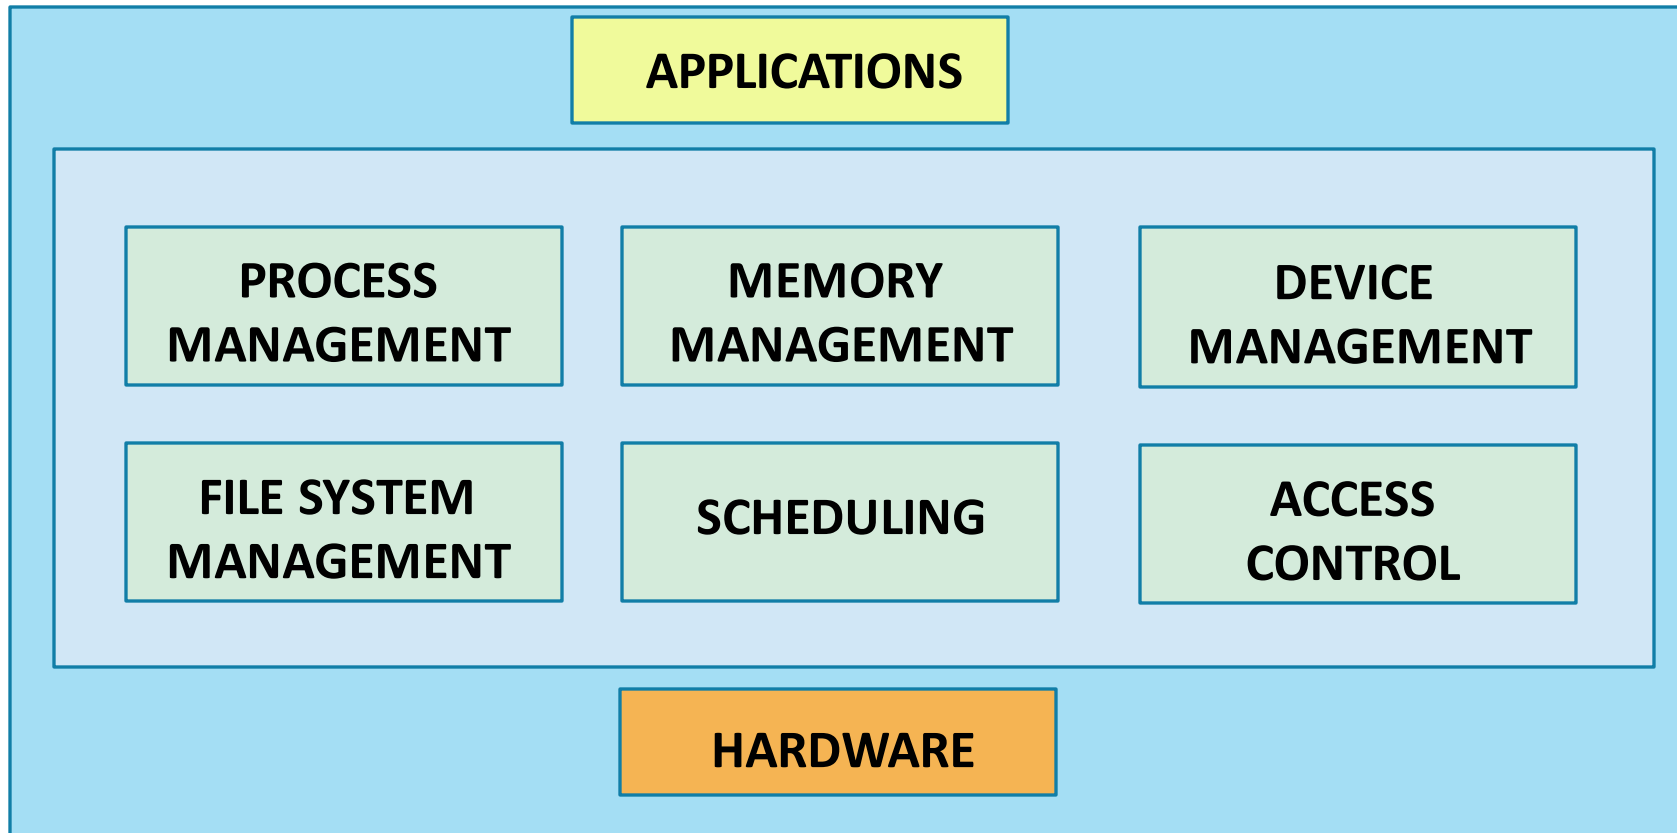 APPLICATIONS
PROCESS
MANAGEMENT
MEMORY
MANAGEMENT
DEVICE
MANAGEMENT
FILE SYSTEM
MANAGEMENT
SCHEDULING
ACCESS
CONTROL
HARDWARE